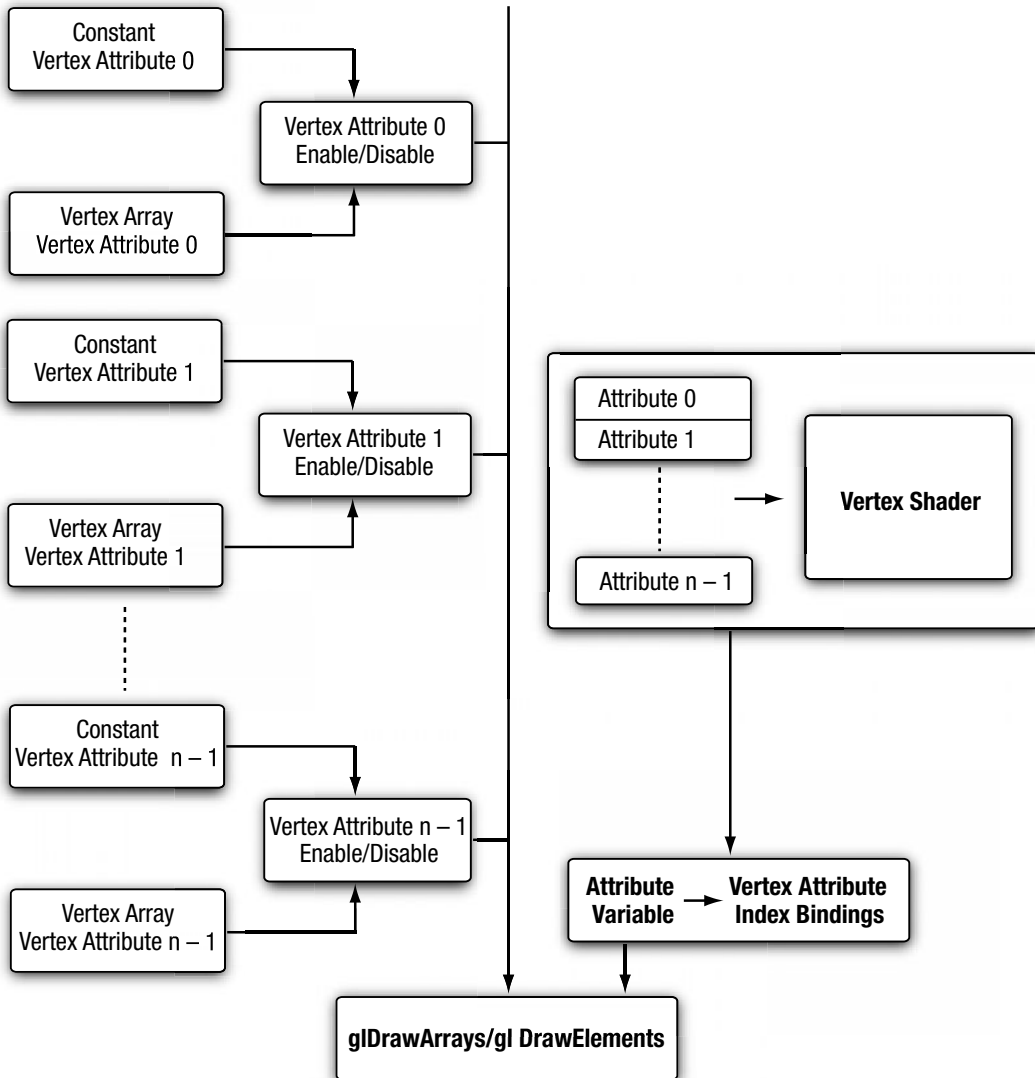 Constant
Vertex Attribute 0
Vertex Attribute 0
Enable/Disable
Vertex Array
Vertex Attribute 0
Constant
Vertex Attribute 1
Vertex Attribute 1
Enable/Disable
Vertex Array
Vertex Attribute 1
Constant
Vertex Attribute n – 1
Vertex Attribute n – 1
Enable/Disable
Vertex Array
Vertex Attribute n – 1
Attribute 0
Attribute 1
Attribute n – 1
Vertex Shader
Attribute
Variable
Vertex Attribute
Index Bindings
glDrawArrays/gl DrawElements